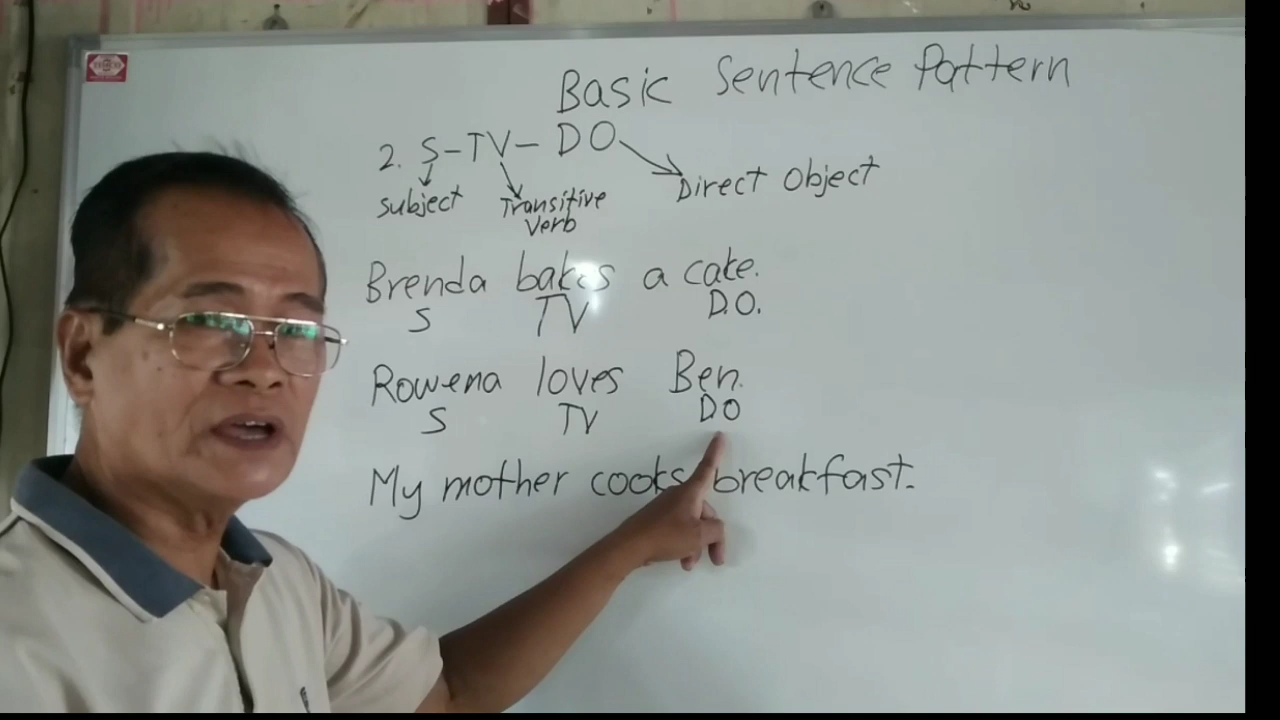 Basic Sentence Pattern
2. S-TV-DO
Subject Transitive Verb Direct Object
Brenda bakes a cake.
S TV D.O.
Rowena loves Ben.
S TV DO
My mother cooks breakfast.